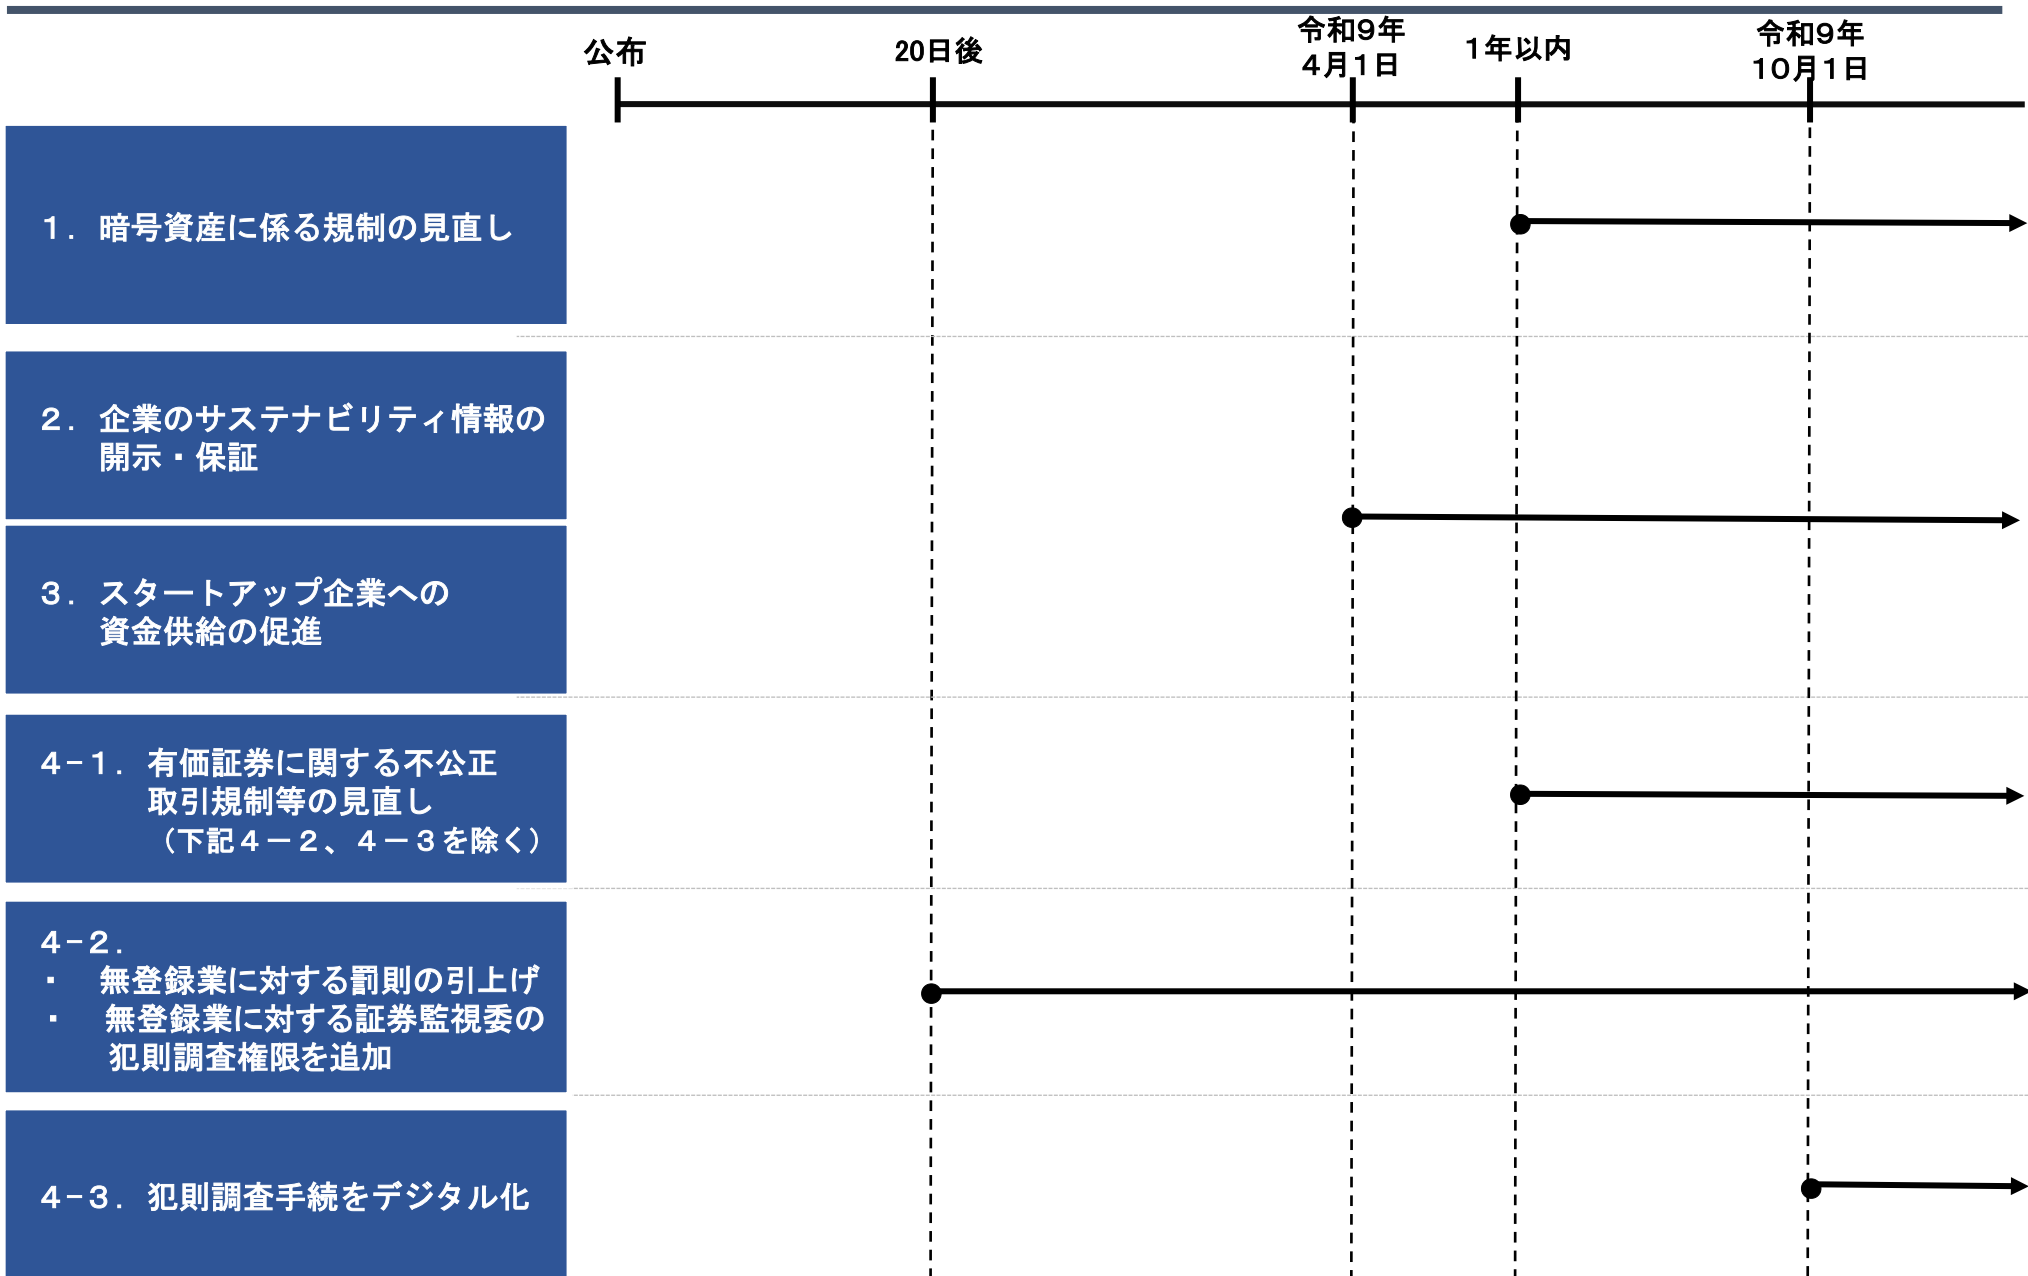 公布
20日後
令和９年
４月１日
１年以内
令和９年
１０月１日
１．暗号資産に係る規制の見直し
２．企業のサステナビリティ情報の
開示・保証
３．スタートアップ企業への
資金供給の促進
４－１．有価証券に関する不公正
取引規制等の見直し
（下記４－２、４－３を除く）
４－２．
・　無登録業に対する罰則の引上げ
・　無登録業に対する証券監視委の
犯則調査権限を追加
４－３．犯則調査手続をデジタル化